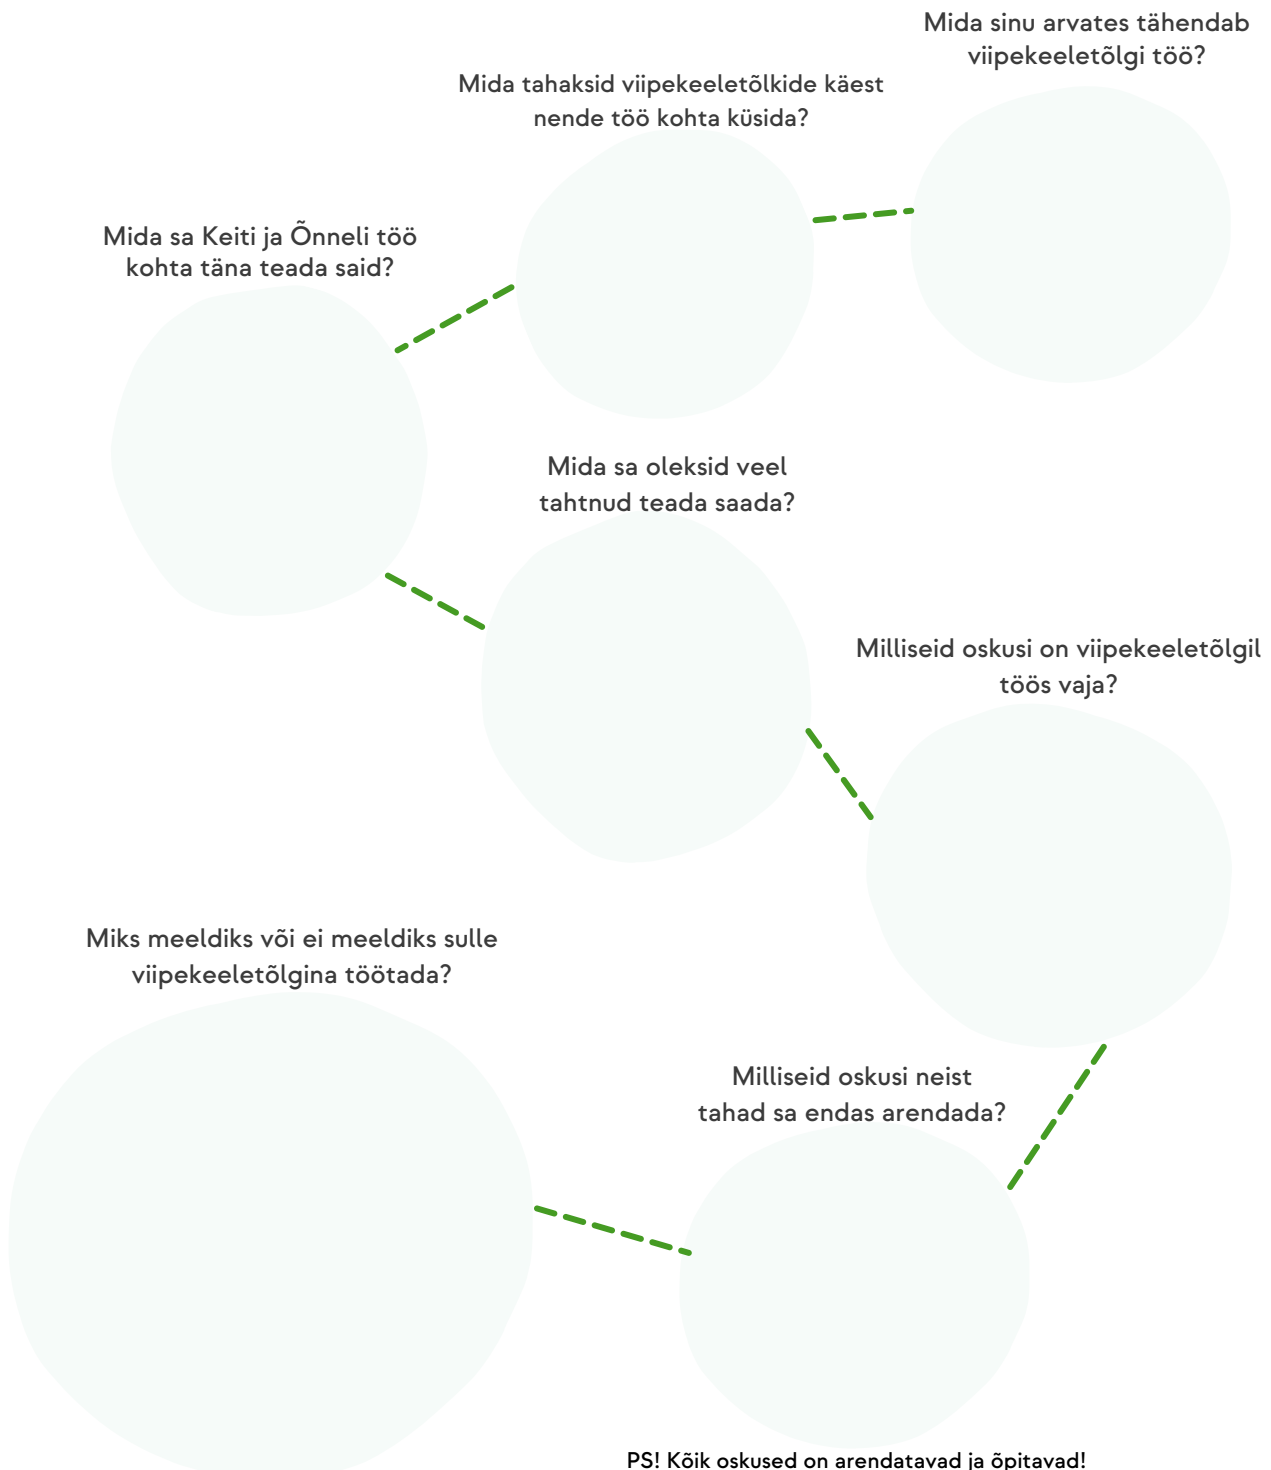 Mida sinu arvates tähendab
viipekeeletõlgi töö?
Mida tahaksid viipekeeletõlkide käest
nende töö kohta küsida?
Mida sa Keiti ja Õnneli töö
kohta täna teada said?
Mida sa oleksid veel
tahtnud teada saada?
Milliseid oskusi on viipekeeletõlgil
töös vaja?
Milliseid oskusi neist
tahad sa endas arendada?
Miks meeldiks või ei meeldiks sulle
viipekeeletõlgina töötada?
PS! Kõik oskused on arendatavad ja õpitavad!